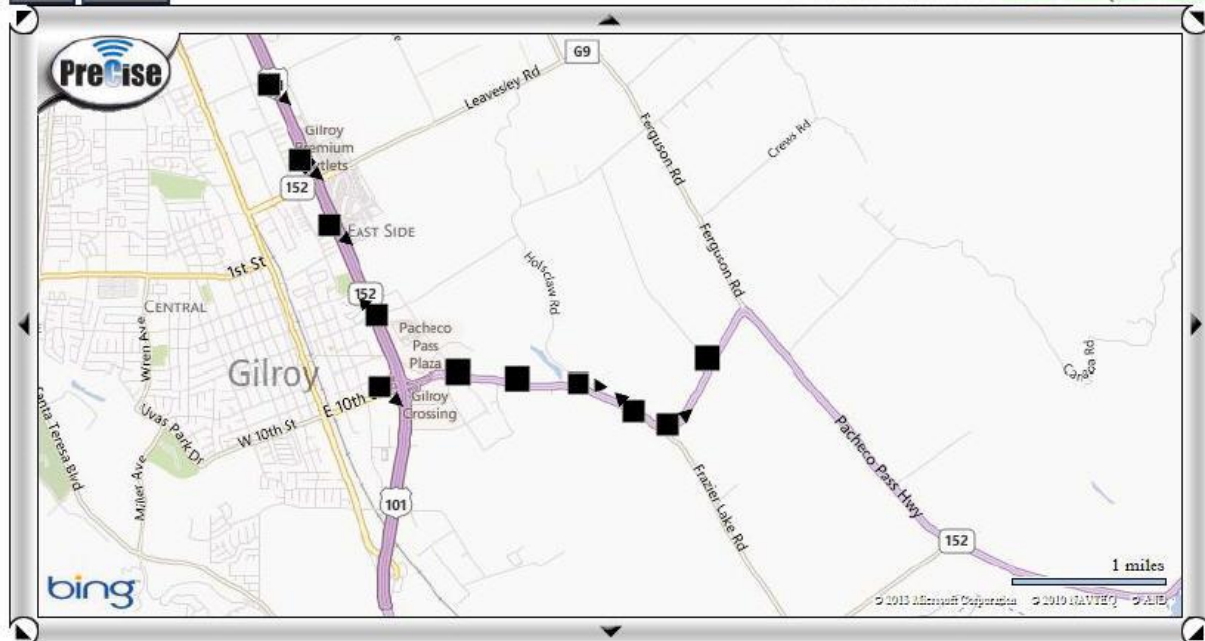 PreCise
G9
Leavesley Rd
Ferguson Rd
Crews Rd
Gilroy
Premium
152
EAST SIDE
Ferguson Rd
1st St
Holsclaw Rd
152
CENTRAL
Wren Ave
Pacheco
Pass
Plaza
Gilroy
Canada Rd
Gilroy
Crossing
E 10th
W 10th St
Uvas Park Dr
Santa Teresa Blvd
Miller Ave
Pacheco Pass Hwy
Frazier Lake Rd
101
152
1 miles
bing
© 2013 Microsoft Corporation © 2010 NAVTEQ © AND